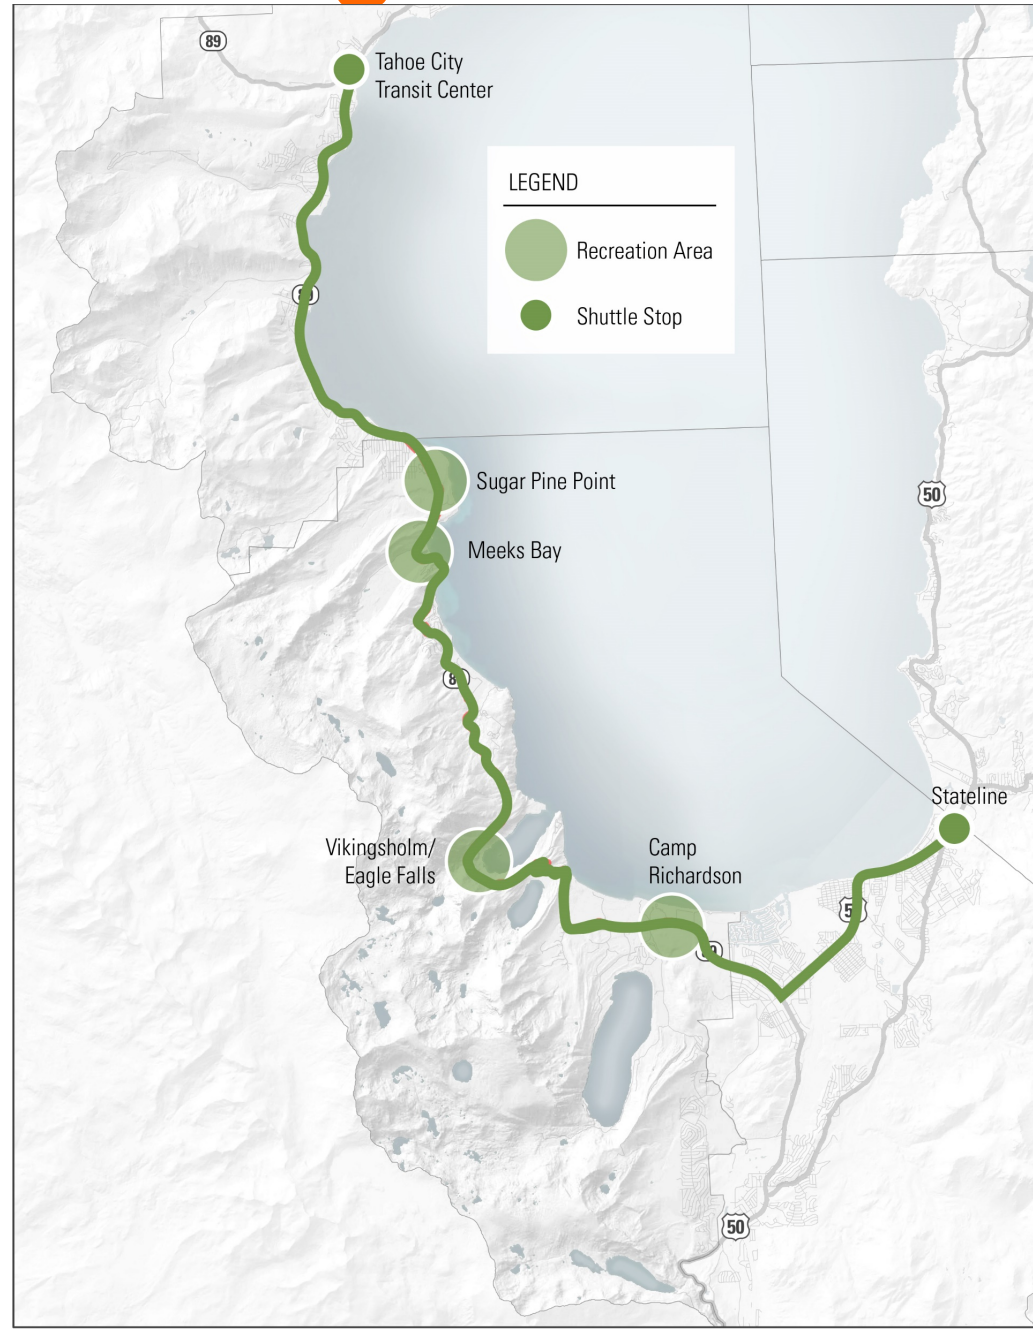 89
Tahoe City
Transit Center
LEGEND
Recreation Area
Shuttle Stop
Sugar Pine Point
50
Meeks Bay
Stateline
Vikingsholm/
Eagle Falls
Camp
Richardson
50